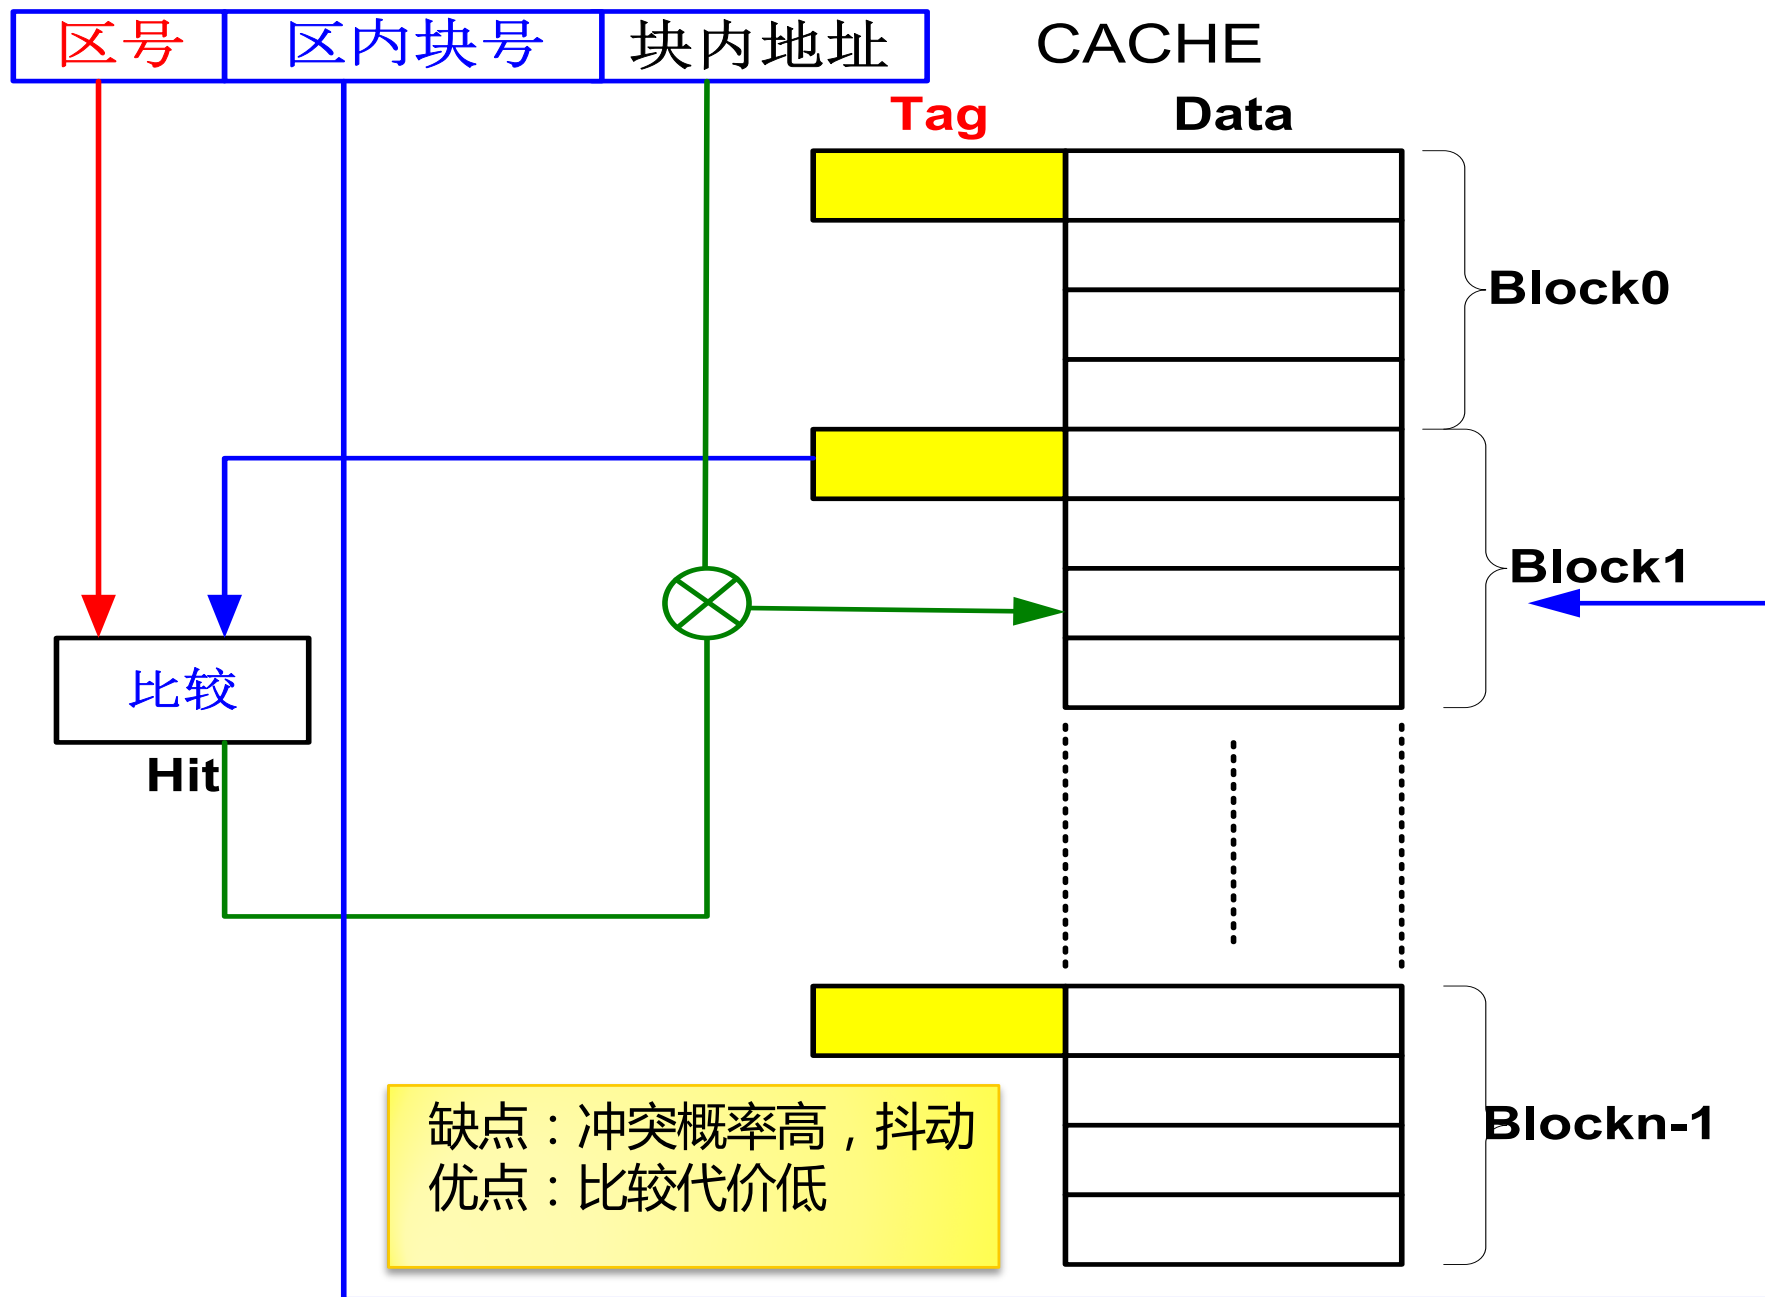 区号 区内块号 块内地址 CACHE
Tag Data
Block0
Block1
比较
Hit
Blockn-1
缺点：冲突概率高，抖动
优点：比较代价低